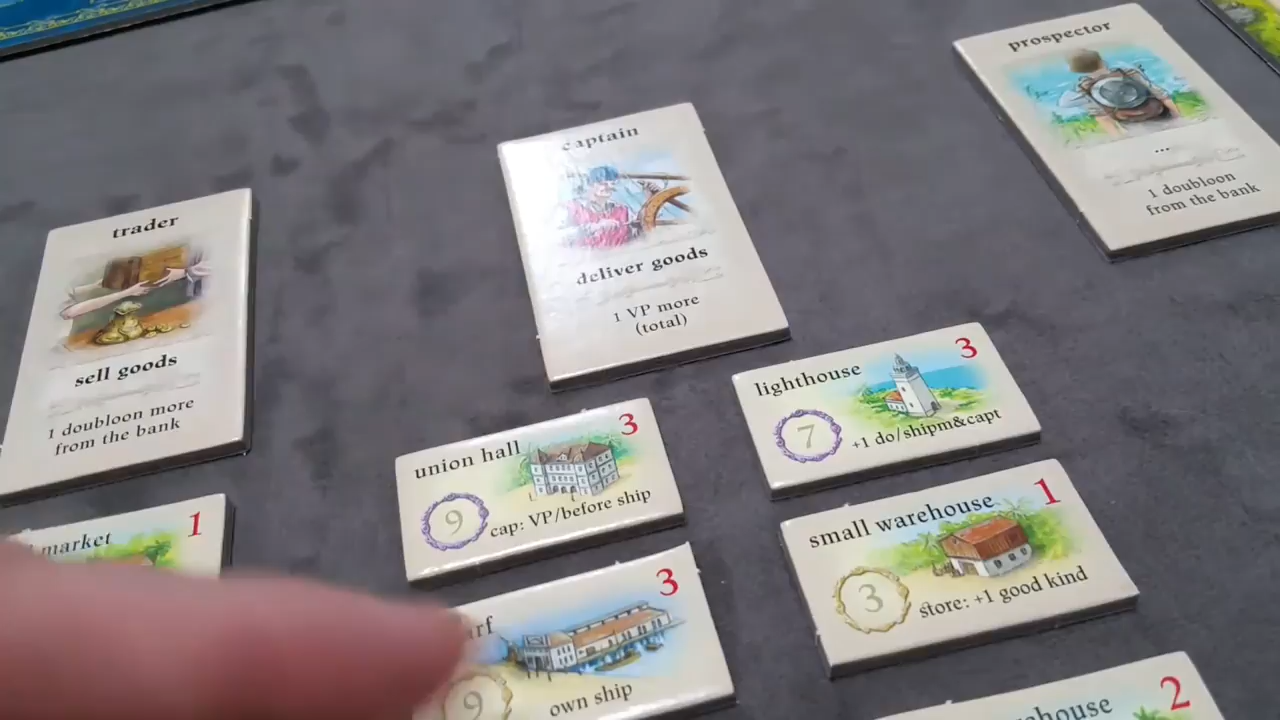 prospector
...
1 doubloon
from the bank
captain
deliver goods
1 VP more
(total)
trader
sell goods
1 doubloon more
from the bank
lighthouse
3
7
+1 do/shipm&capt
union hall
3
9
cap: VP/before ship
small warehouse
1
3
store: +1 good kind
market
1
3
9
own ship
2